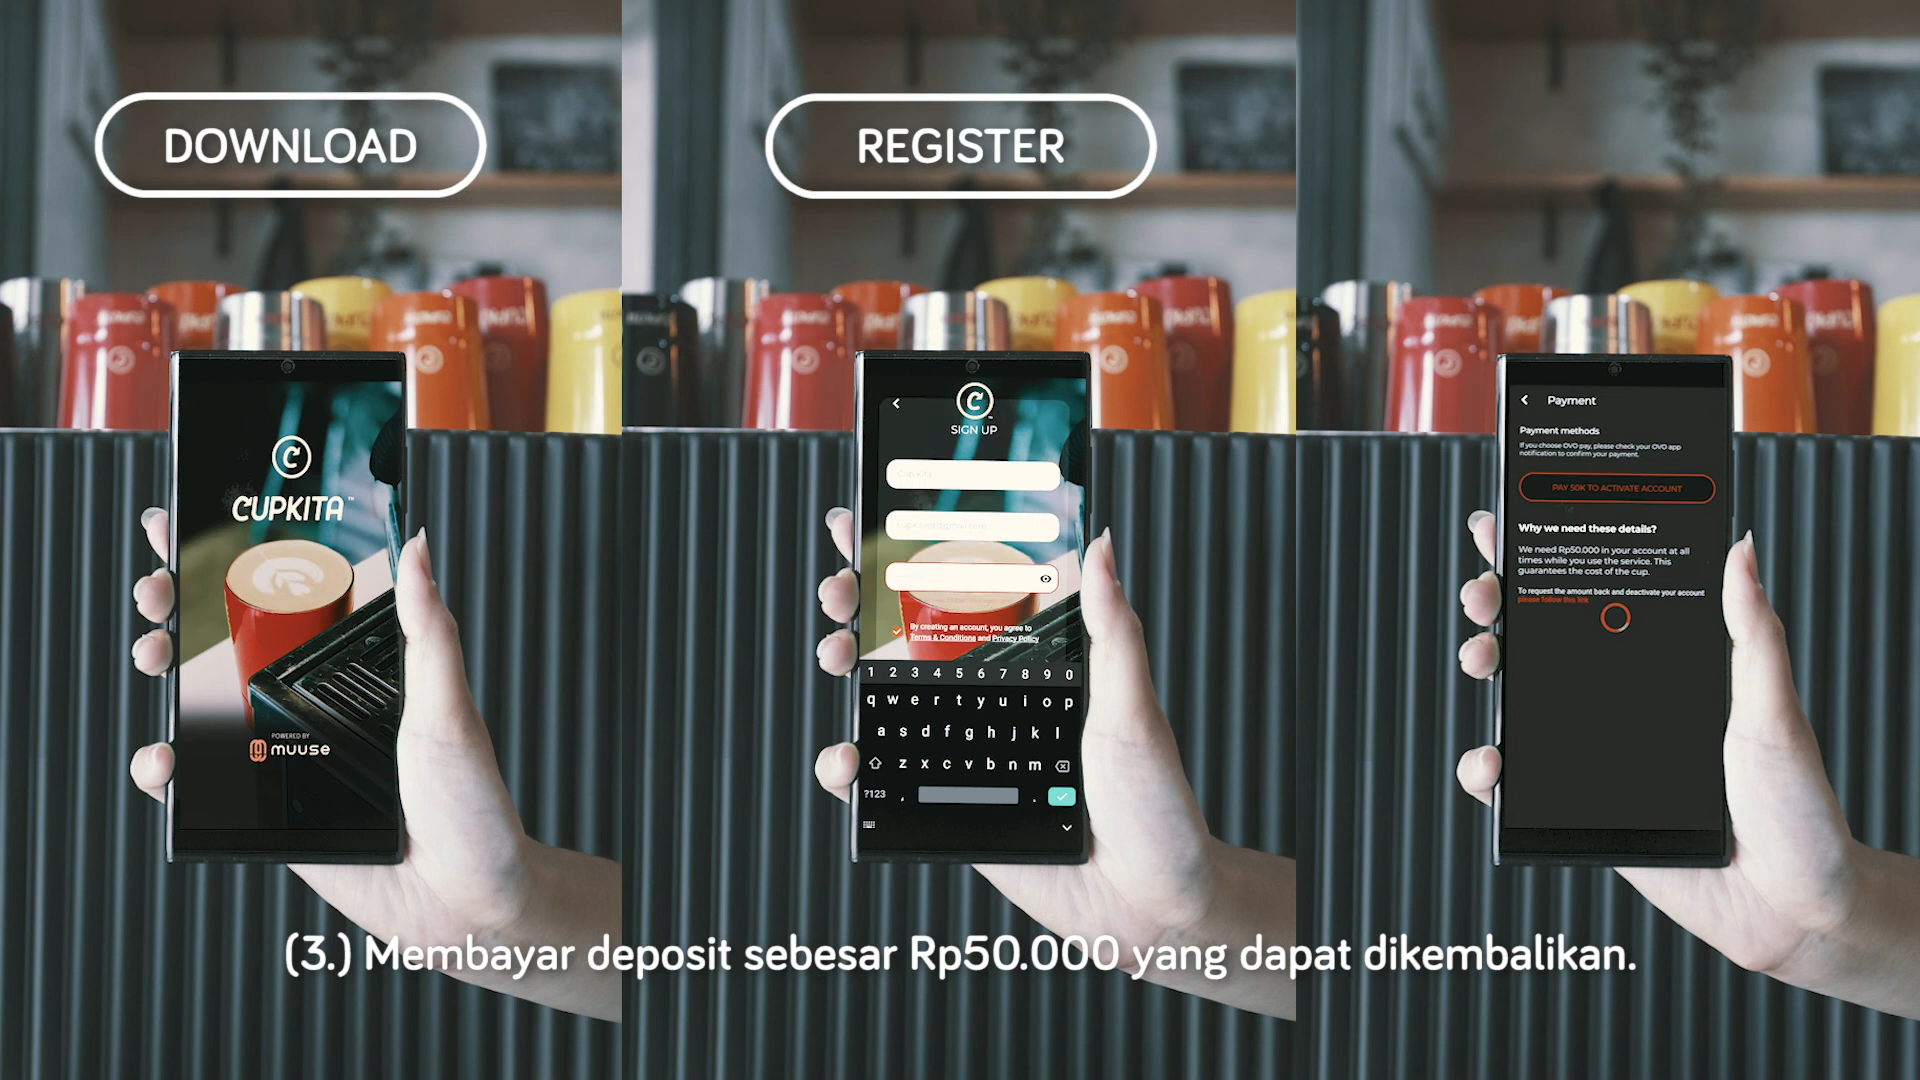 DOWNLOAD
REGISTER
CUPKITA™
POWERED BY
muuse
SIGN UP
By creating an account, you agree to
Terms & Conditions and Privacy Policy
1 2 3 4 5 6 7 8 9 0
q w e r t y u i o p
a s d f g h j k l
z x c v b n m
?123 , .
Payment
Payment methods
If you choose OVO pay, please check your OVO app
notification to confirm your payment.
PAY 50K TO ACTIVATE ACCOUNT
Why we need these details?
We need Rp50.000 in your account at all
times while you use the service. This
guarantees the cost of the cup.
To request the amount back and deactivate your account
please follow this link
(3.) Membayar deposit sebesar Rp50.000 yang dapat dikembalikan.